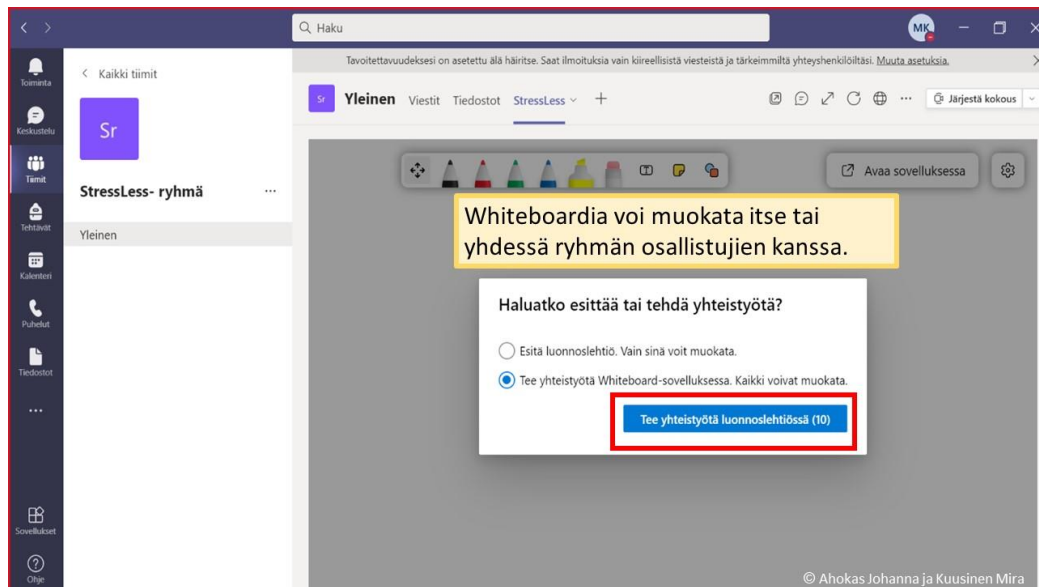 Haku
MK
Tavoitettavuudeksesi on asetettu älä häiritse. Saat ilmoituksia vain kiireellisistä viesteistä ja tärkeimmiltä yhteyshenkilöiltäsi. Muuta asetuksia.
Toiminta
Keskustelu
Tiimit
Tehtävät
Kalenteri
Puhelut
Tiedostot
Sovellukset
Ohje
Kaikki tiimit
Sr
StressLess- ryhmä
Yleinen
Sr Yleinen Viestit Tiedostot StressLess Järjestä kokous
Avaa sovelluksessa
Whiteboardia voi muokata itse tai
yhdessä ryhmän osallistujien kanssa.
Haluatko esittää tai tehdä yhteistyötä?
Esitä luonnoslehtiö. Vain sinä voit muokata.
Tee yhteistyötä Whiteboard-sovelluksessa. Kaikki voivat muokata.
Tee yhteistyötä luonnoslehtiössä (10)
© Ahokas Johanna ja Kuusinen Mira